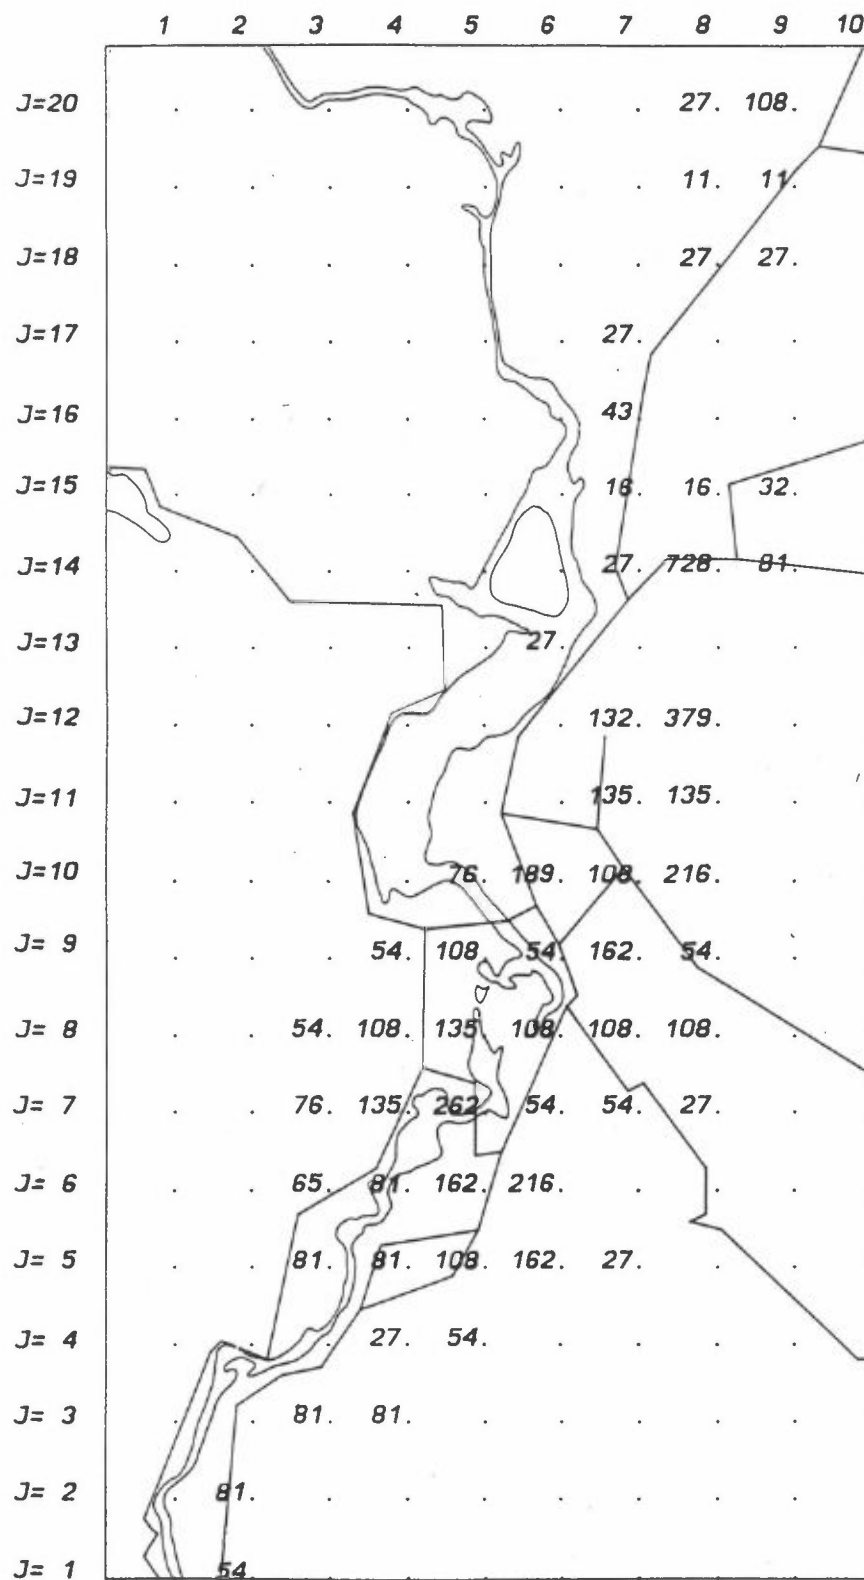 1 2 3 4 5 6 7 8 9 10
J=20 . . . . . . . 27. 108.
J=19 . . . . . . . 11. 11.
J=18 . . . . . . . 27. 27.
J=17 . . . . . . 27. . .
J=16 . . . . . . 43 . .
J=15 . . . . . . 16. 16. 32.
J=14 . . . . . . 27. 728. 81.
J=13 . . . . . 27. . . .
J=12 . . . . . . 132. 379. .
J=11 . . . . . . 135. 135. .
J=10 . . . . 76. 189. 108. 216. .
J= 9 . . . 54. 108 54. 162. 54. .
J= 8 . . 54. 108. 135 108. 108. 108. .
J= 7 . . 76. 135. 262 54. 54. 27. .
J= 6 . . 65. 81. 162. 216. . . .
J= 5 . . 81. 81. 108. 162. 27. . .
J= 4 . . . 27. 54. . . . .
J= 3 . . 81. 81. . . . . .
J= 2 . 81. . . . . . . .
J= 1 54